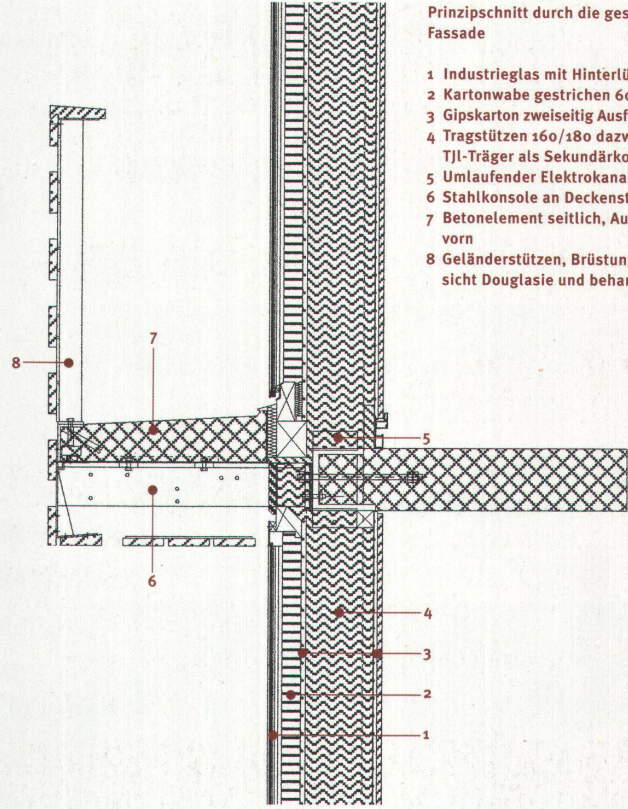 Prinzipschnitt durch die ges
Fassade
1 Industrieglas mit Hinterlü
2 Kartonwabe gestrichen 60
3 Gipskarton zweiseitig Ausf
4 Tragstützen 160/180 dazw
TJI-Träger als Sekundärko
5 Umlaufender Elektrokana
6 Stahlkonsole an Deckenst
7 Betonelement seitlich, Au
vorn
8 Geländerstützen, Brüstun
sicht Douglasie und behar
7
8
5
6
4
3
2
1